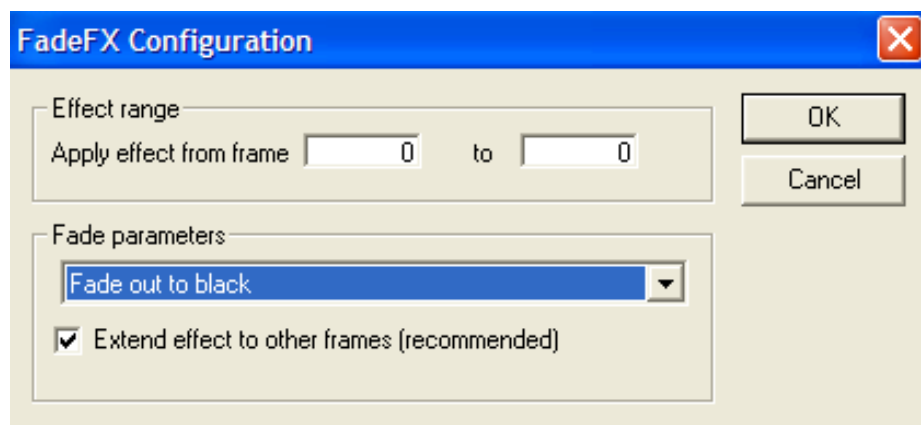 FadeFX Configuration
Effect range
Apply effect from frame 0 to 0
OK
Cancel
Fade parameters
Fade out to black
Extend effect to other frames (recommended)